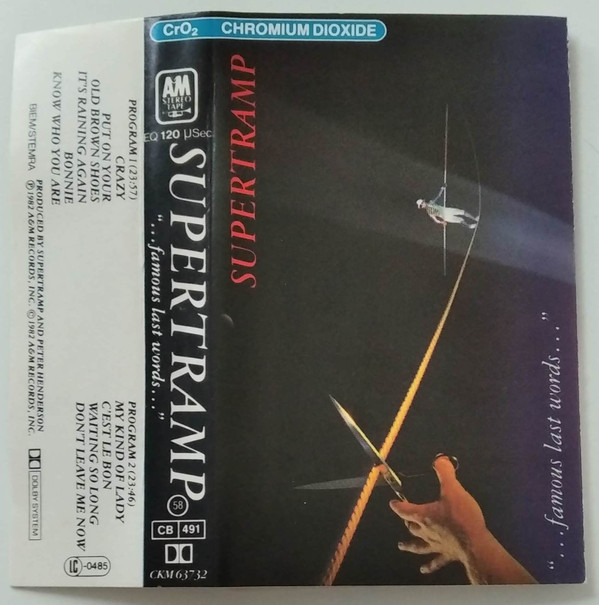 CrO₂ CHROMIUM DIOXIDE
SUPERTRAMP
"...famous last words..."
A&M
STEREO
TAPE
EQ 120 µSec
SUPERTRAMP
"...famous last words..."
58
CB 491
CKM 63732
PROGRAM 1 (23:57)
CRAZY
PUT ON YOUR
OLD BROWN SHOES
IT'S RAINING AGAIN
BONNIE
KNOW WHO YOU ARE
PROGRAM 2 (23:46)
MY KIND OF LADY
C'EST LE BON
WAITING SO LONG
DON'T LEAVE ME NOW
BIEM/STEMRA
PRODUCED BY SUPERTRAMP AND PETER HENDERSON
℗ 1982 A&M RECORDS, INC. © 1982 A&M RECORDS, INC.
DOLBY SYSTEM
LC -0485